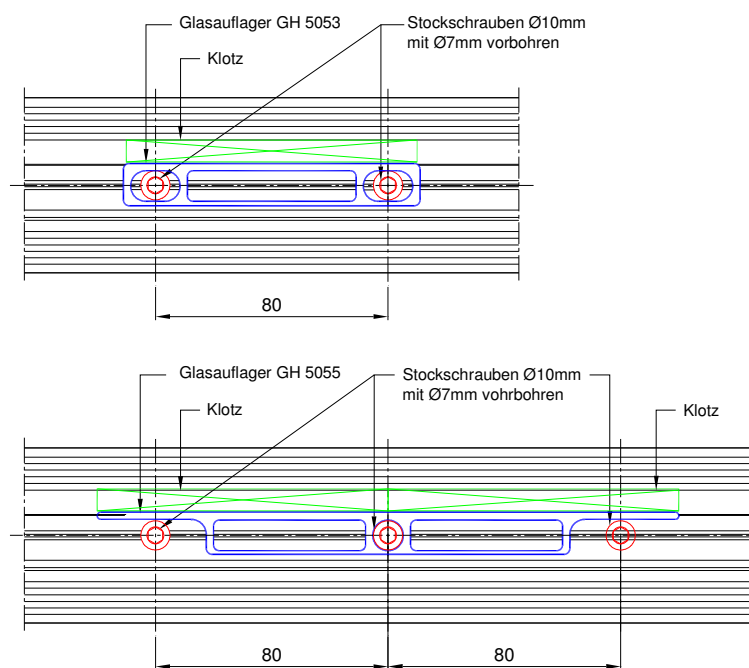 Glasauflager GH 5053
Stockschrauben Ø10mm
mit Ø7mm vorbohren
Klotz
80
Glasauflager GH 5055
Stockschrauben Ø10mm
mit Ø7mm vohrbohren
Klotz
Klotz
80
80